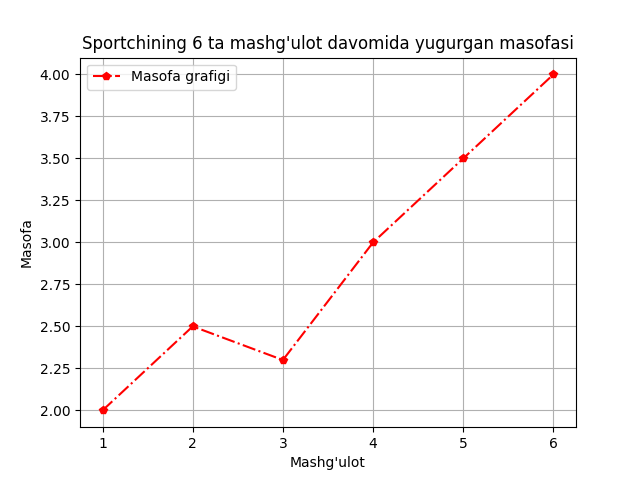 Sportchining 6 ta mashg'ulot davomida yugurgan masofasi
Masofa grafigi
4.00
3.75
3.50
3.25
3.00
2.75
2.50
2.25
2.00
Masofa
1 2 3 4 5 6
Mashg'ulot